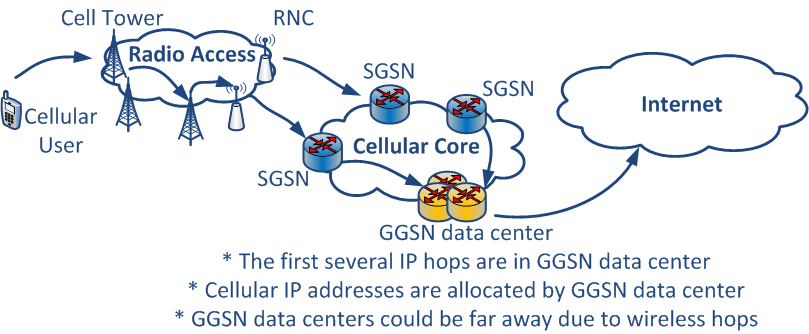 Cell Tower
RNC
Radio Access
SGSN
SGSN
Internet
Cellular
User
Cellular Core
SGSN
GGSN data center
* The first several IP hops are in GGSN data center
* Cellular IP addresses are allocated by GGSN data center
* GGSN data centers could be far away due to wireless hops